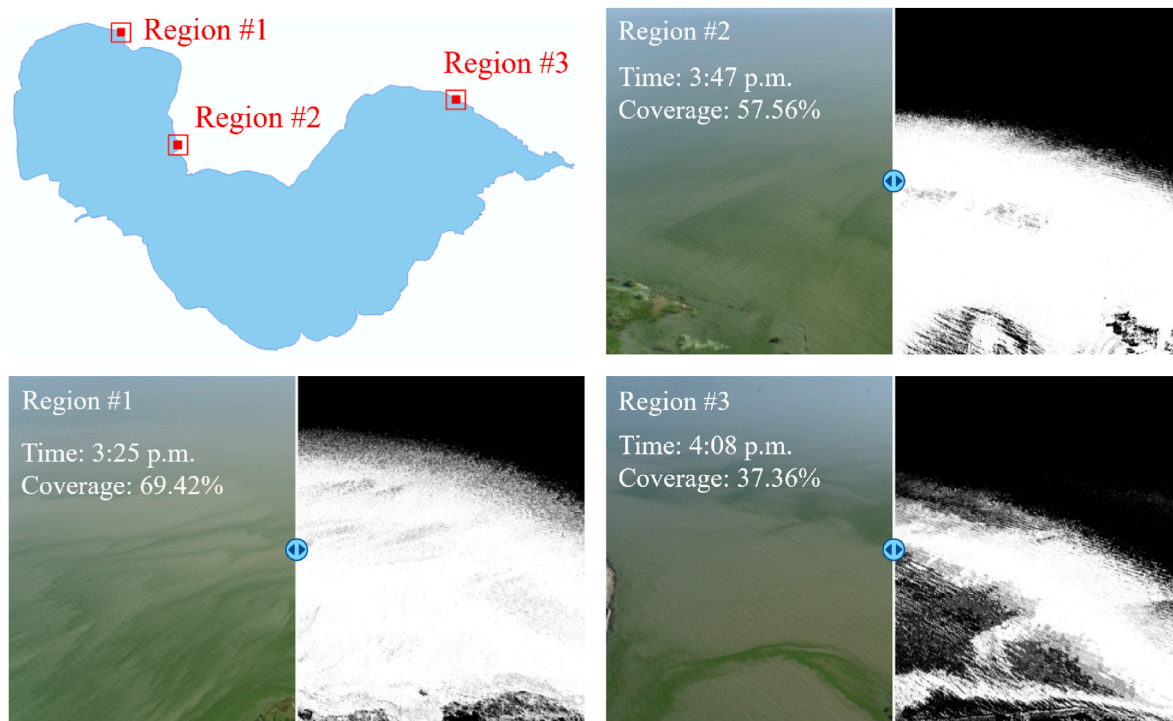 Region #1
Region #3
Region #2
Region #2
Time: 3:47 p.m.
Coverage: 57.56%
Region #1
Time: 3:25 p.m.
Coverage: 69.42%
Region #3
Time: 4:08 p.m.
Coverage: 37.36%